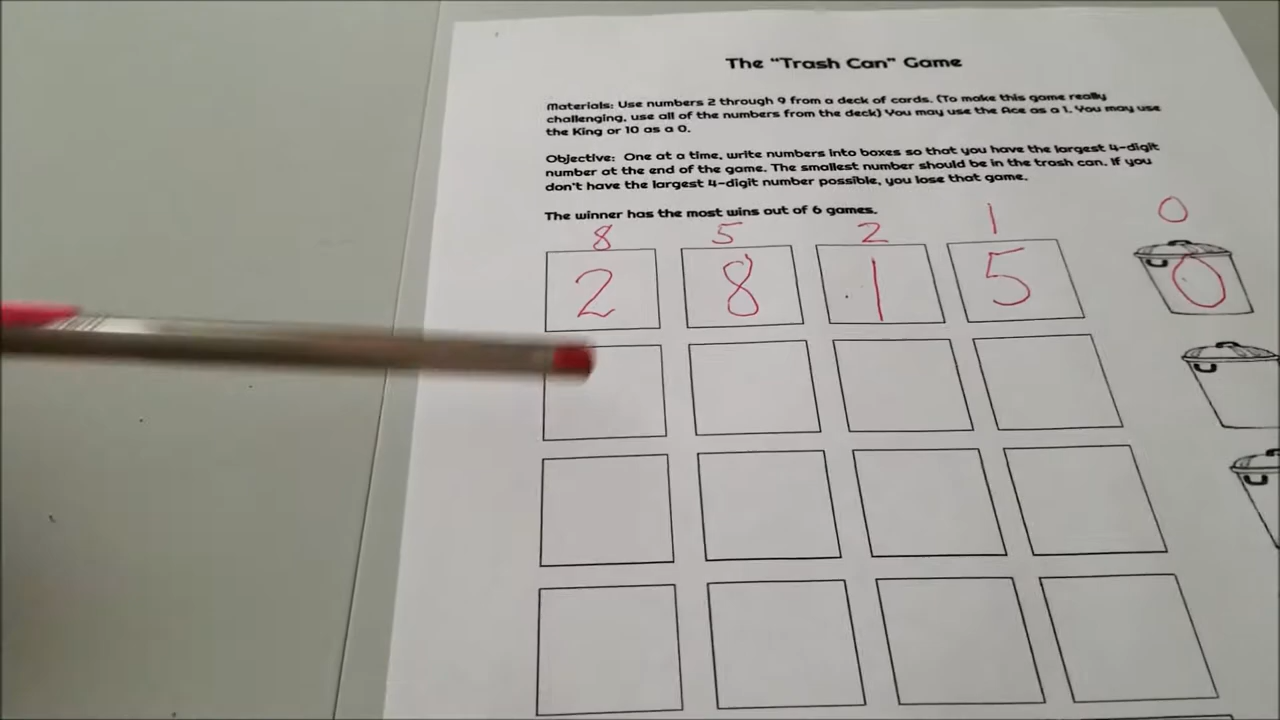 The "Trash Can" Game
Materials: Use numbers 2 through 9 from a deck of cards. (To make this game really
challenging, use all of the numbers from the deck) You may use the Ace as a 1. You may use
the King or 10 as a 0.
Objective: One at a time, write numbers into boxes so that you have the largest 4-digit
number at the end of the game. The smallest number should be in the trash can. If you
don't have the largest 4-digit number possible, you lose that game.
The winner has the most wins out of 6 games.
8 5 2 1 0
2 8 1 5 0